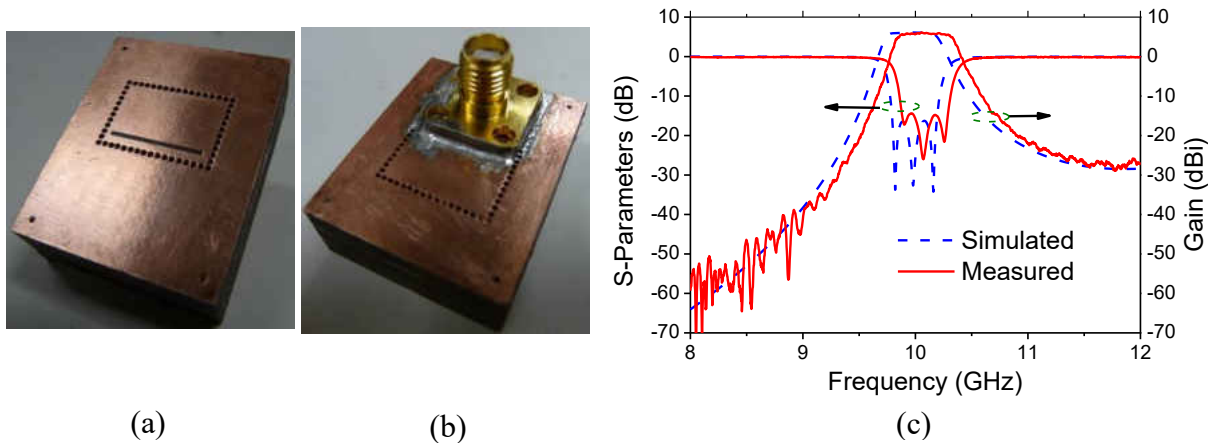 10
0
-10
-20
-30
-40
-50
-60
-70
S-Parameters (dB)
Simulated
Measured
10
0
-10
-20
-30
-40
-50
-60
-70
Gain (dBi)
8 9 10 11 12
Frequency (GHz)
(a) (b) (c)